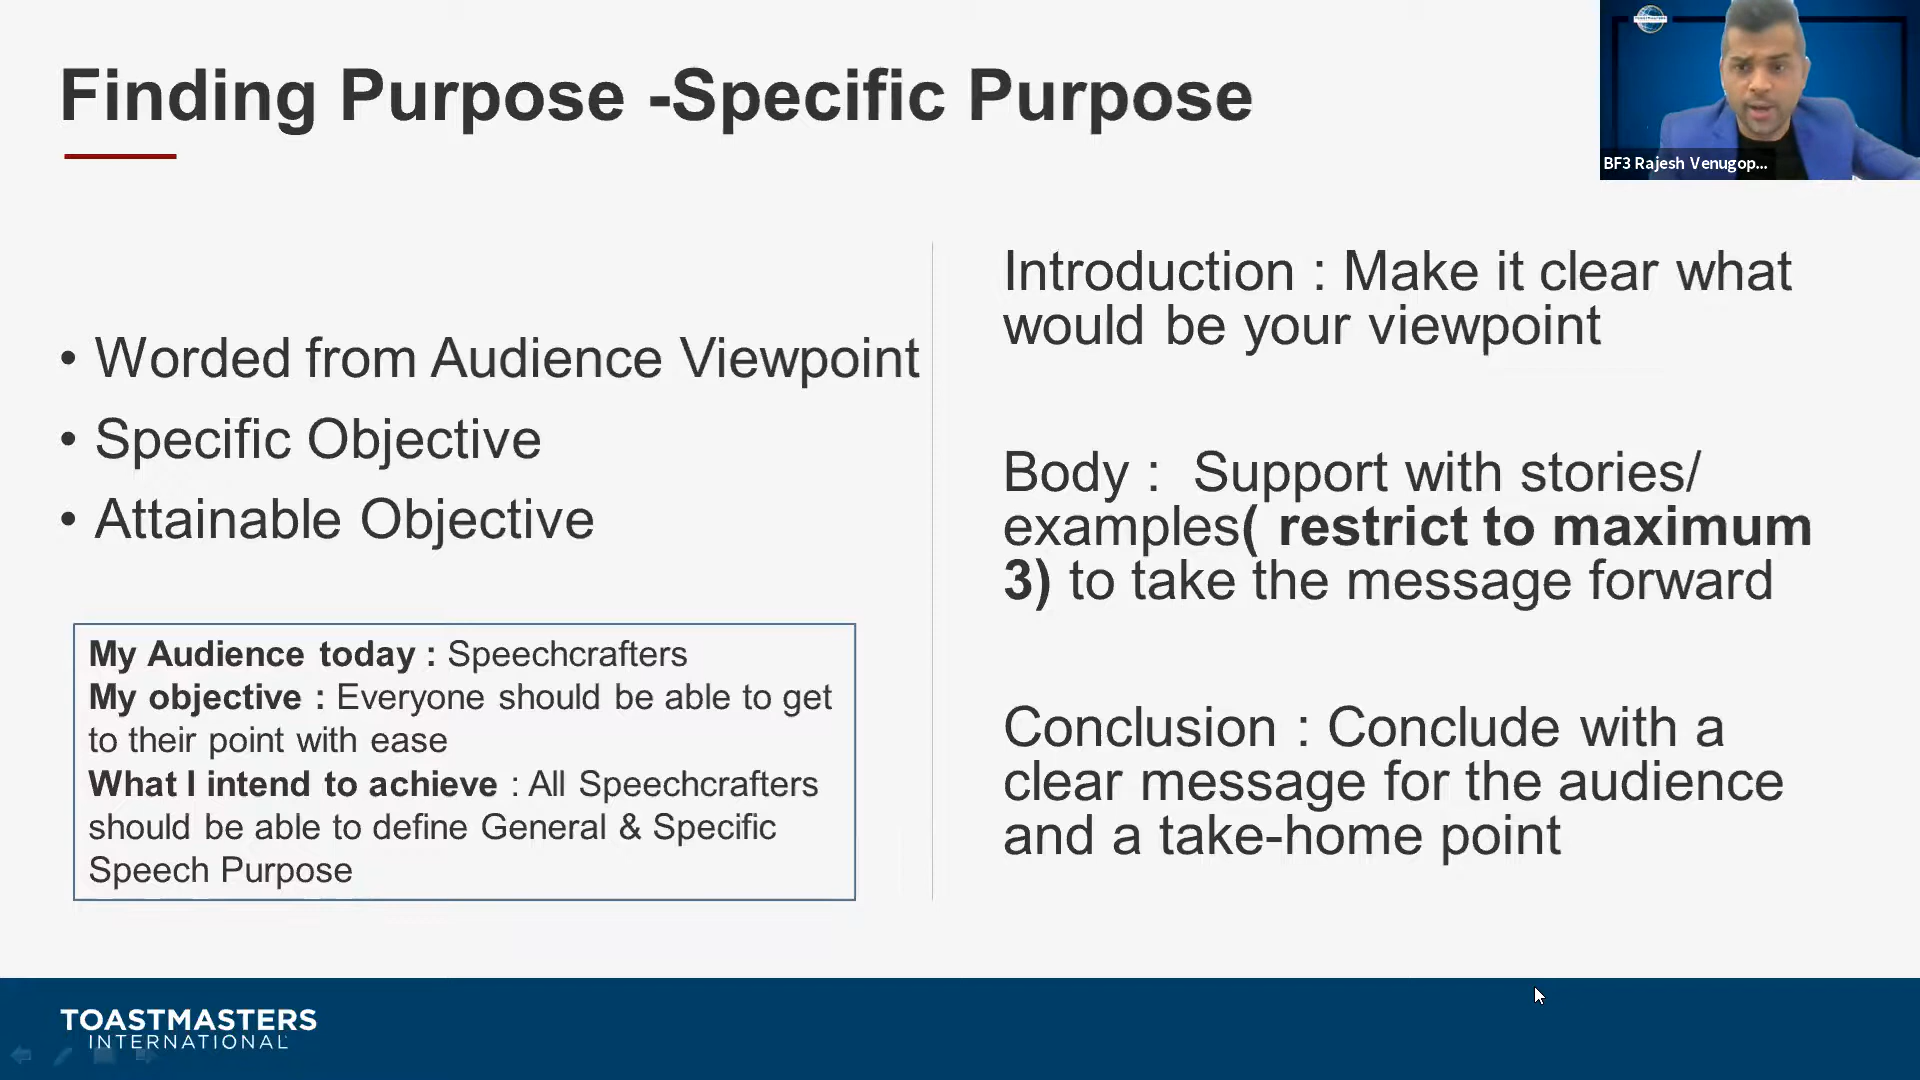 Finding Purpose -Specific Purpose
BF3 Rajesh Venugop...
• Worded from Audience Viewpoint
• Specific Objective
• Attainable Objective
My Audience today : Speechcrafters
My objective : Everyone should be able to get
to their point with ease
What I intend to achieve : All Speechcrafters
should be able to define General & Specific
Speech Purpose
Introduction : Make it clear what
would be your viewpoint
Body : Support with stories/
examples( restrict to maximum
3) to take the message forward
Conclusion : Conclude with a
clear message for the audience
and a take-home point
TOASTMASTERS
INTERNATIONAL